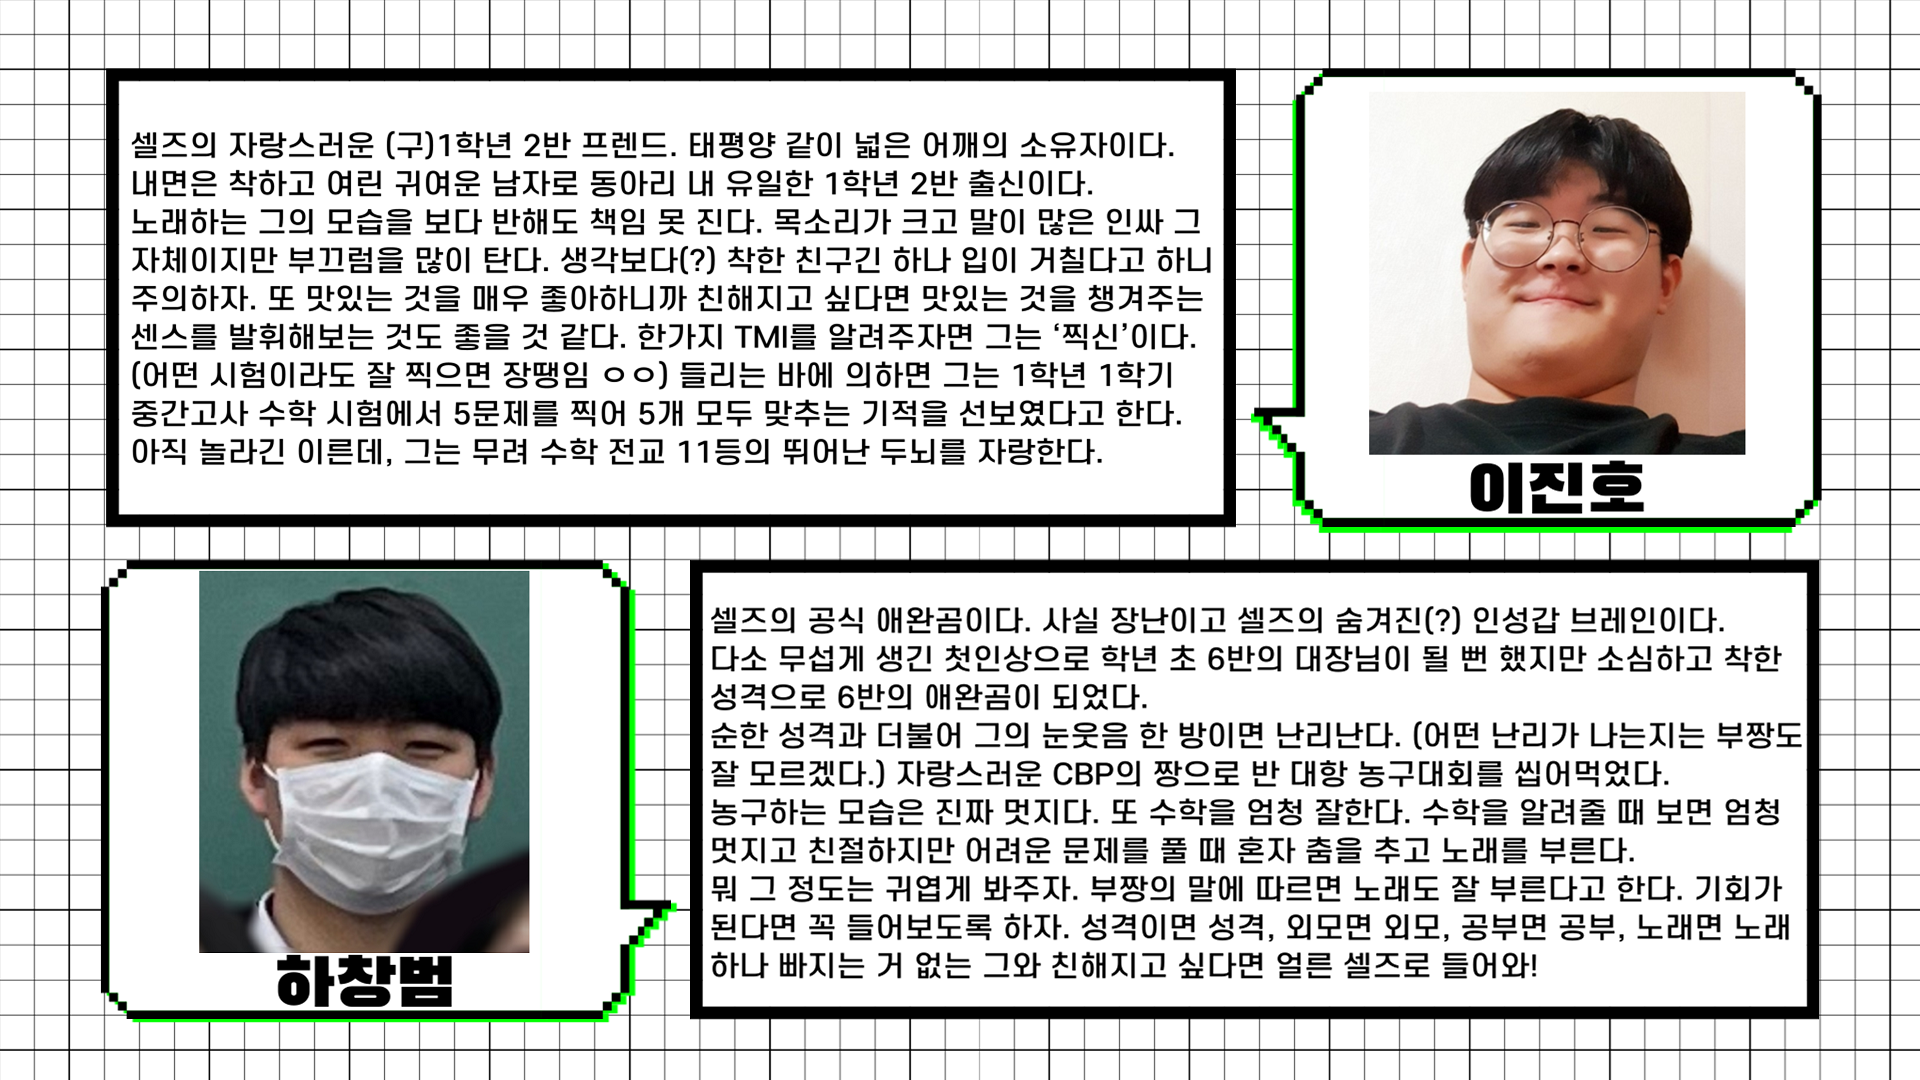 셀즈의 자랑스러운 (구)1학년 2반 프렌드. 태평양 같이 넓은 어깨의 소유자이다.
내면은 착하고 여린 귀여운 남자로 동아리 내 유일한 1학년 2반 출신이다.
노래하는 그의 모습을 보다 반해도 책임 못 진다. 목소리가 크고 말이 많은 인싸 그
자체이지만 부끄럼을 많이 탄다. 생각보다(?) 착한 친구긴 하나 입이 거칠다고 하니
주의하자. 또 맛있는 것을 매우 좋아하니까 친해지고 싶다면 맛있는 것을 챙겨주는
센스를 발휘해보는 것도 좋을 것 같다. 한가지 TMI를 알려주자면 그는 ‘찍신’이다.
(어떤 시험이라도 잘 찍으면 장땡임 ㅇㅇ) 들리는 바에 의하면 그는 1학년 1학기
중간고사 수학 시험에서 5문제를 찍어 5개 모두 맞추는 기적을 선보였다고 한다.
아직 놀라긴 이른데, 그는 무려 수학 전교 11등의 뛰어난 두뇌를 자랑한다.
이진호
하창범
셀즈의 공식 애완곰이다. 사실 장난이고 셀즈의 숨겨진(?) 인성갑 브레인이다.
다소 무섭게 생긴 첫인상으로 학년 초 6반의 대장님이 될 뻔 했지만 소심하고 착한
성격으로 6반의 애완곰이 되었다.
순한 성격과 더불어 그의 눈웃음 한 방이면 난리난다. (어떤 난리가 나는지는 부짱도
잘 모르겠다.) 자랑스러운 CBP의 짱으로 반 대항 농구대회를 씹어먹었다.
농구하는 모습은 진짜 멋지다. 또 수학을 엄청 잘한다. 수학을 알려줄 때 보면 엄청
멋지고 친절하지만 어려운 문제를 풀 때 혼자 춤을 추고 노래를 부른다.
뭐 그 정도는 귀엽게 봐주자. 부짱의 말에 따르면 노래도 잘 부른다고 한다. 기회가
된다면 꼭 들어보도록 하자. 성격이면 성격, 외모면 외모, 공부면 공부, 노래면 노래
하나 빠지는 거 없는 그와 친해지고 싶다면 얼른 셀즈로 들어와!